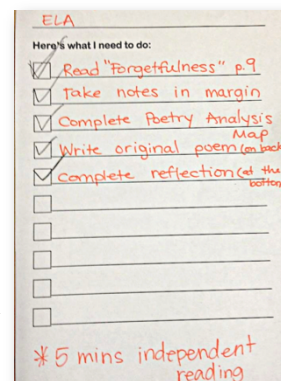 ELA
Here's what I need to do:
Read "Forgetfulness" p.9
Take notes in margin
Complete Poetry Analysis
Map
Write original poem (on back
Complete reflection (at the
bottom
* 5 mins independent
reading